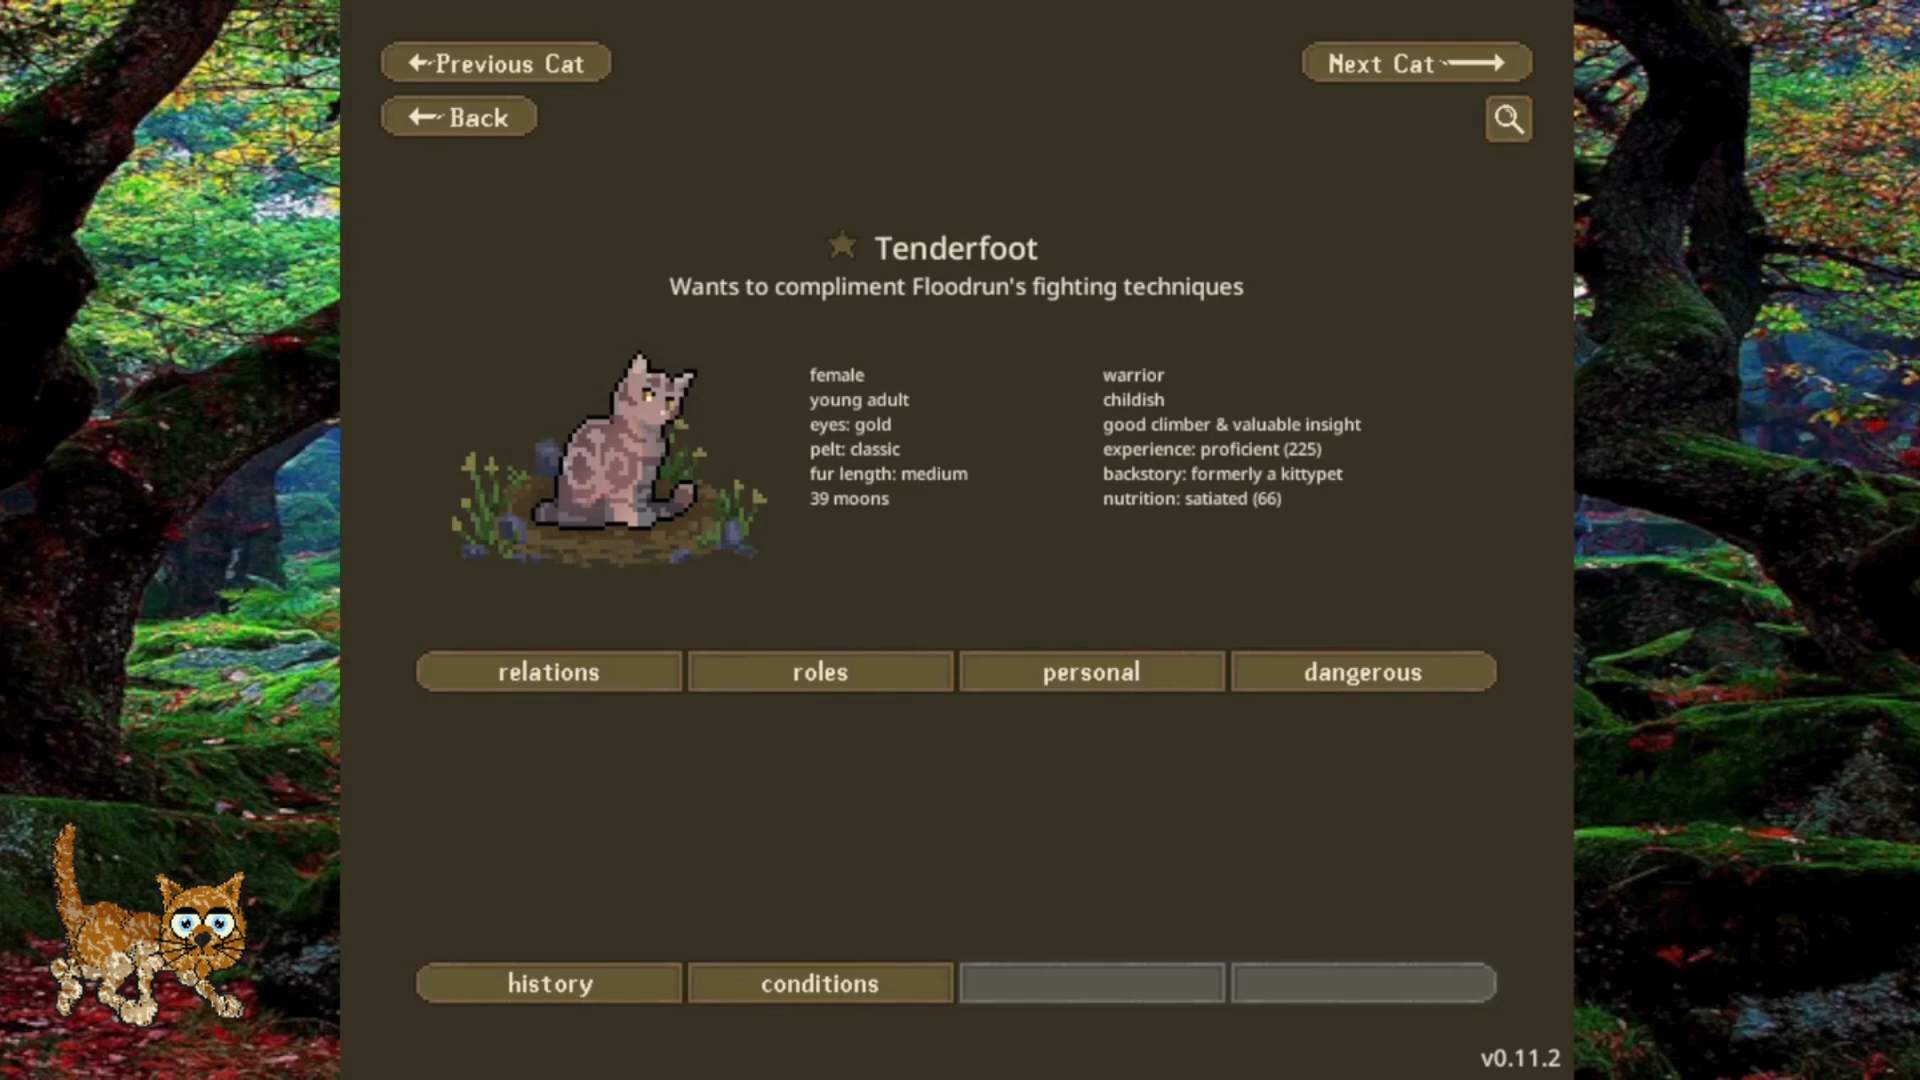 Previous Cat
Next Cat
Back
Tenderfoot
Wants to compliment Floodrun's fighting techniques
female
young adult
eyes: gold
pelt: classic
fur length: medium
39 moons
warrior
childish
good climber & valuable insight
experience: proficient (225)
backstory: formerly a kittypet
nutrition: satiated (66)
relations
roles
personal
dangerous
history
conditions
v0.11.2